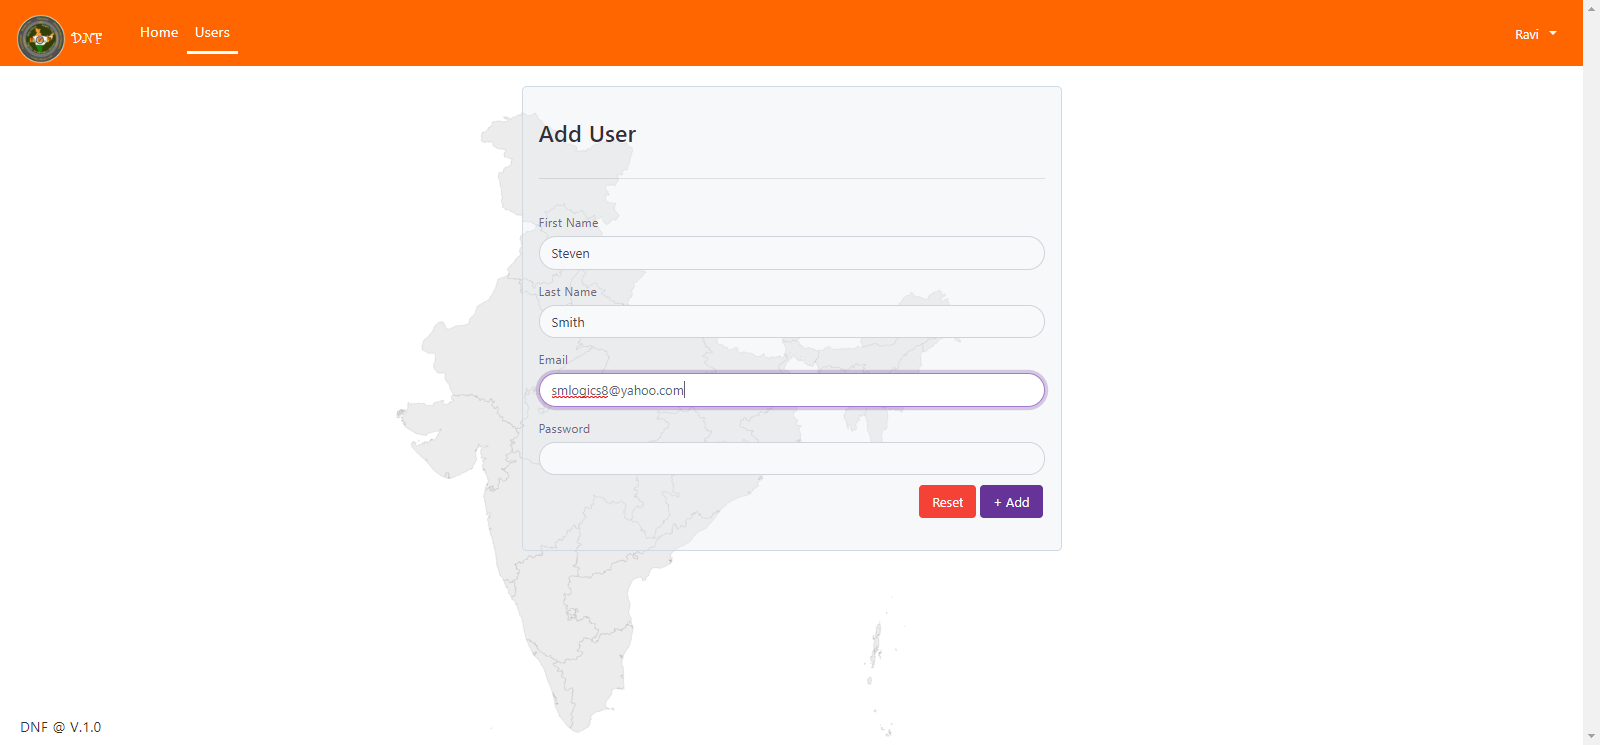 DNF
Home
Users
Ravi
Add User
First Name
Steven
Last Name
Smith
Email
smlogics8@yahoo.com
Password
Reset
+ Add
DNF @ V.1.0